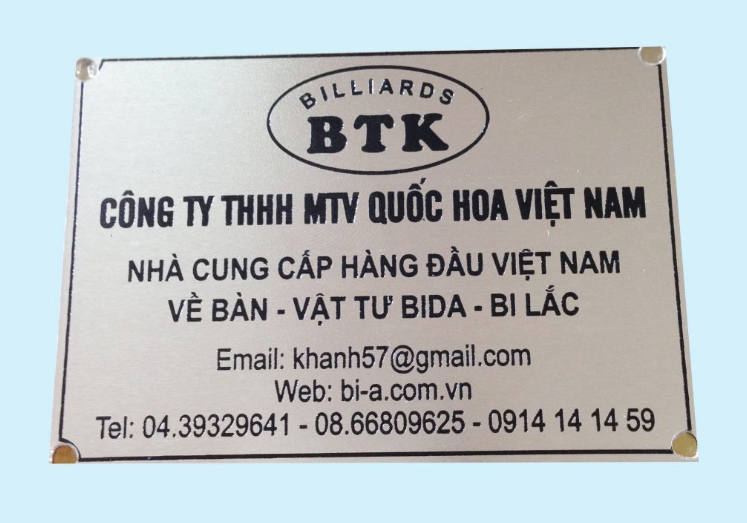 BILLIARDS
BTK
CÔNG TY THHH MTV QUỐC HOA VIỆT NAM
NHÀ CUNG CẤP HÀNG ĐẦU VIỆT NAM
VỀ BÀN - VẬT TƯ BIDA - BI LẮC
Email: khanh57@gmail.com
Web: bi-a.com.vn
Tel: 04.39329641 - 08.66809625 - 0914 14 14 59